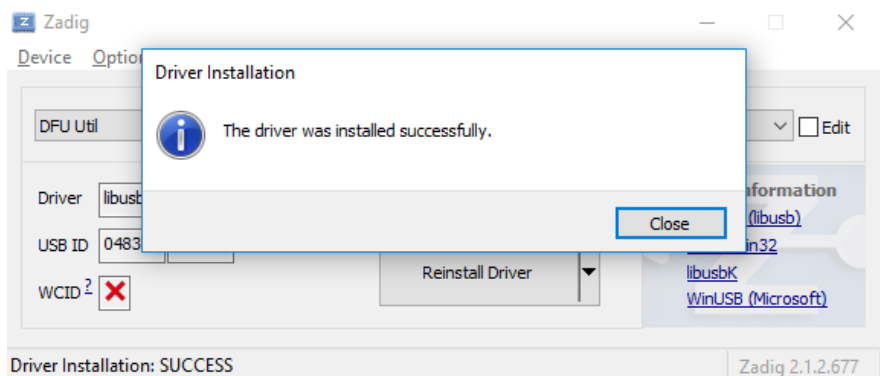 Zadig
Device Optio
Driver Installation
The driver was installed successfully.
DFU Util
Edit
Driver libusb
formation
Close
(libusb)
USB ID 0483
in32
Reinstall Driver
libusbK
WCID ?
WinUSB (Microsoft)
Driver Installation: SUCCESS
Zadig 2.1.2.677